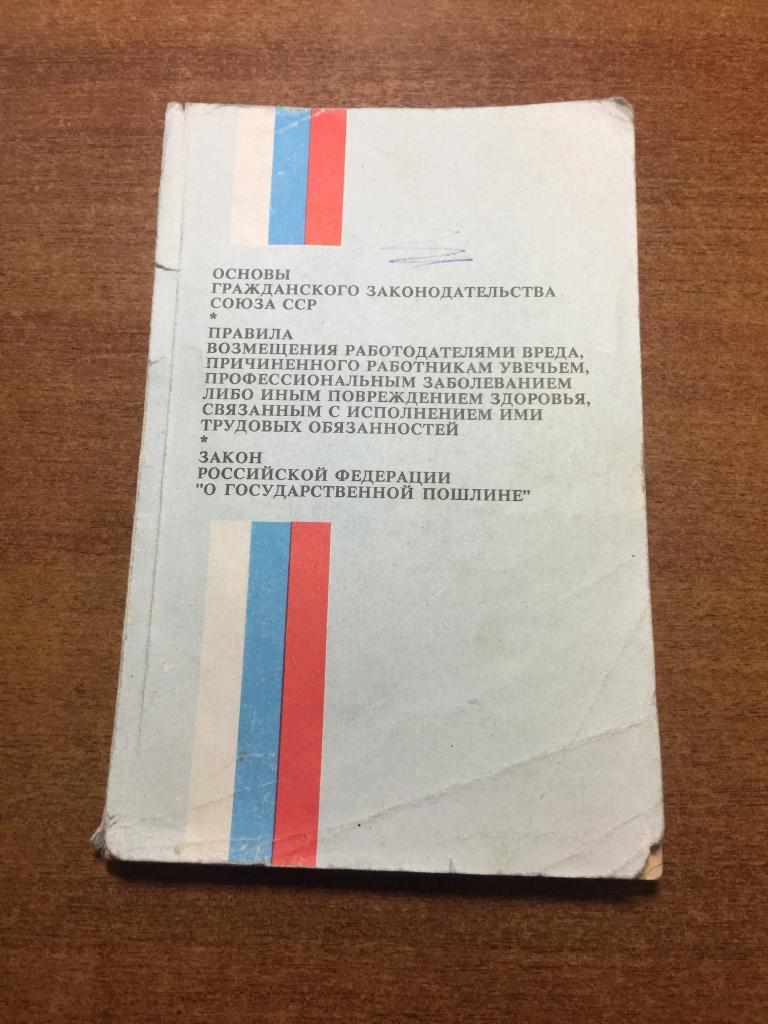 ОСНОВЫ
ГРАЖДАНСКОГО ЗАКОНОДАТЕЛЬСТВА
СОЮЗА ССР
*
ПРАВИЛА
ВОЗМЕЩЕНИЯ РАБОТОДАТЕЛЯМИ ВРЕДА,
ПРИЧИНЕННОГО РАБОТНИКАМ УВЕЧЬЕМ,
ПРОФЕССИОНАЛЬНЫМ ЗАБОЛЕВАНИЕМ
ЛИБО ИНЫМ ПОВРЕЖДЕНИЕМ ЗДОРОВЬЯ,
СВЯЗАННЫМ С ИСПОЛНЕНИЕМ ИМИ
ТРУДОВЫХ ОБЯЗАННОСТЕЙ
*
ЗАКОН
РОССИЙСКОЙ ФЕДЕРАЦИИ
"О ГОСУДАРСТВЕННОЙ ПОШЛИНЕ"